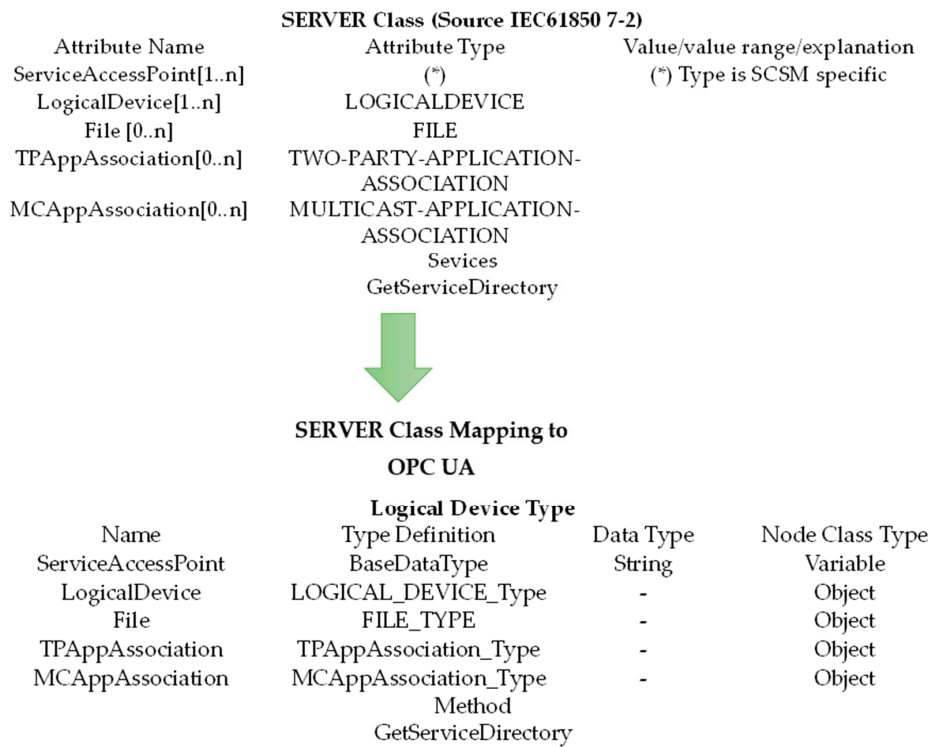 SERVER Class (Source IEC61850 7-2)
Attribute Name Attribute Type Value/value range/explanation
ServiceAccessPoint[1..n] (*) (*) Type is SCSM specific
LogicalDevice[1..n] LOGICALDEVICE
File [0..n] FILE
TPAppAssociation[0..n] TWO-PARTY-APPLICATION-
ASSOCIATION
MCAppAssociation[0..n] MULTICAST-APPLICATION-
ASSOCIATION
Sevices
GetServiceDirectory
SERVER Class Mapping to
OPC UA
Logical Device Type
Name Type Definition Data Type Node Class Type
ServiceAccessPoint BaseDataType String Variable
LogicalDevice LOGICAL_DEVICE_Type - Object
File FILE_TYPE - Object
TPAppAssociation TPAppAssociation_Type - Object
MCAppAssociation MCAppAssociation_Type - Object
Method
GetServiceDirectory